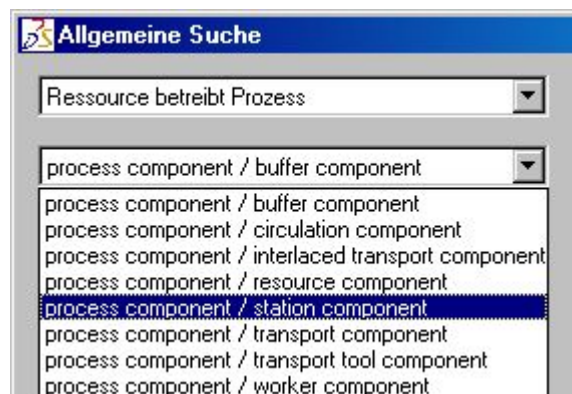 Allgemeine Suche
Ressource betreibt Prozess
process component / buffer component
process component / buffer component
process component / circulation component
process component / interlaced transport component
process component / resource component
process component / station component
process component / transport component
process component / transport tool component
process component / worker component